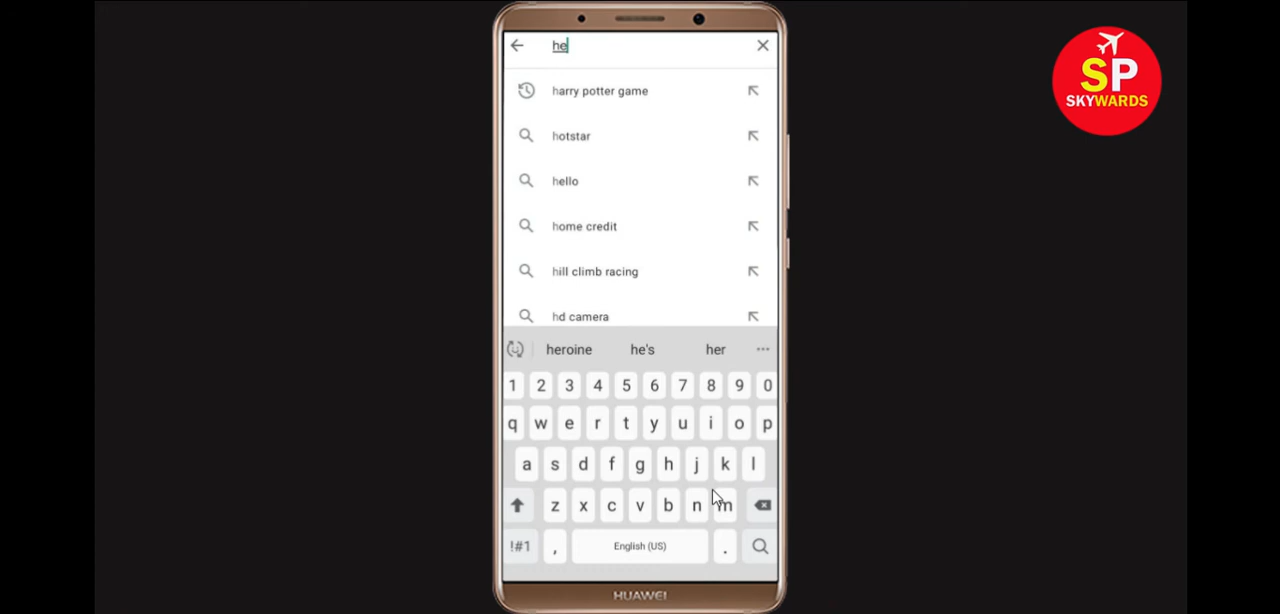 he
SP
SKYWARDS
harry potter game
hotstar
hello
home credit
hill climb racing
hd camera
heroine he's her ...
1 2 3 4 5 6 7 8 9 0
q w e r t y u i o p
a s d f g h j k l
z x c v b n m
!#1 , English (US) .
HUAWEI